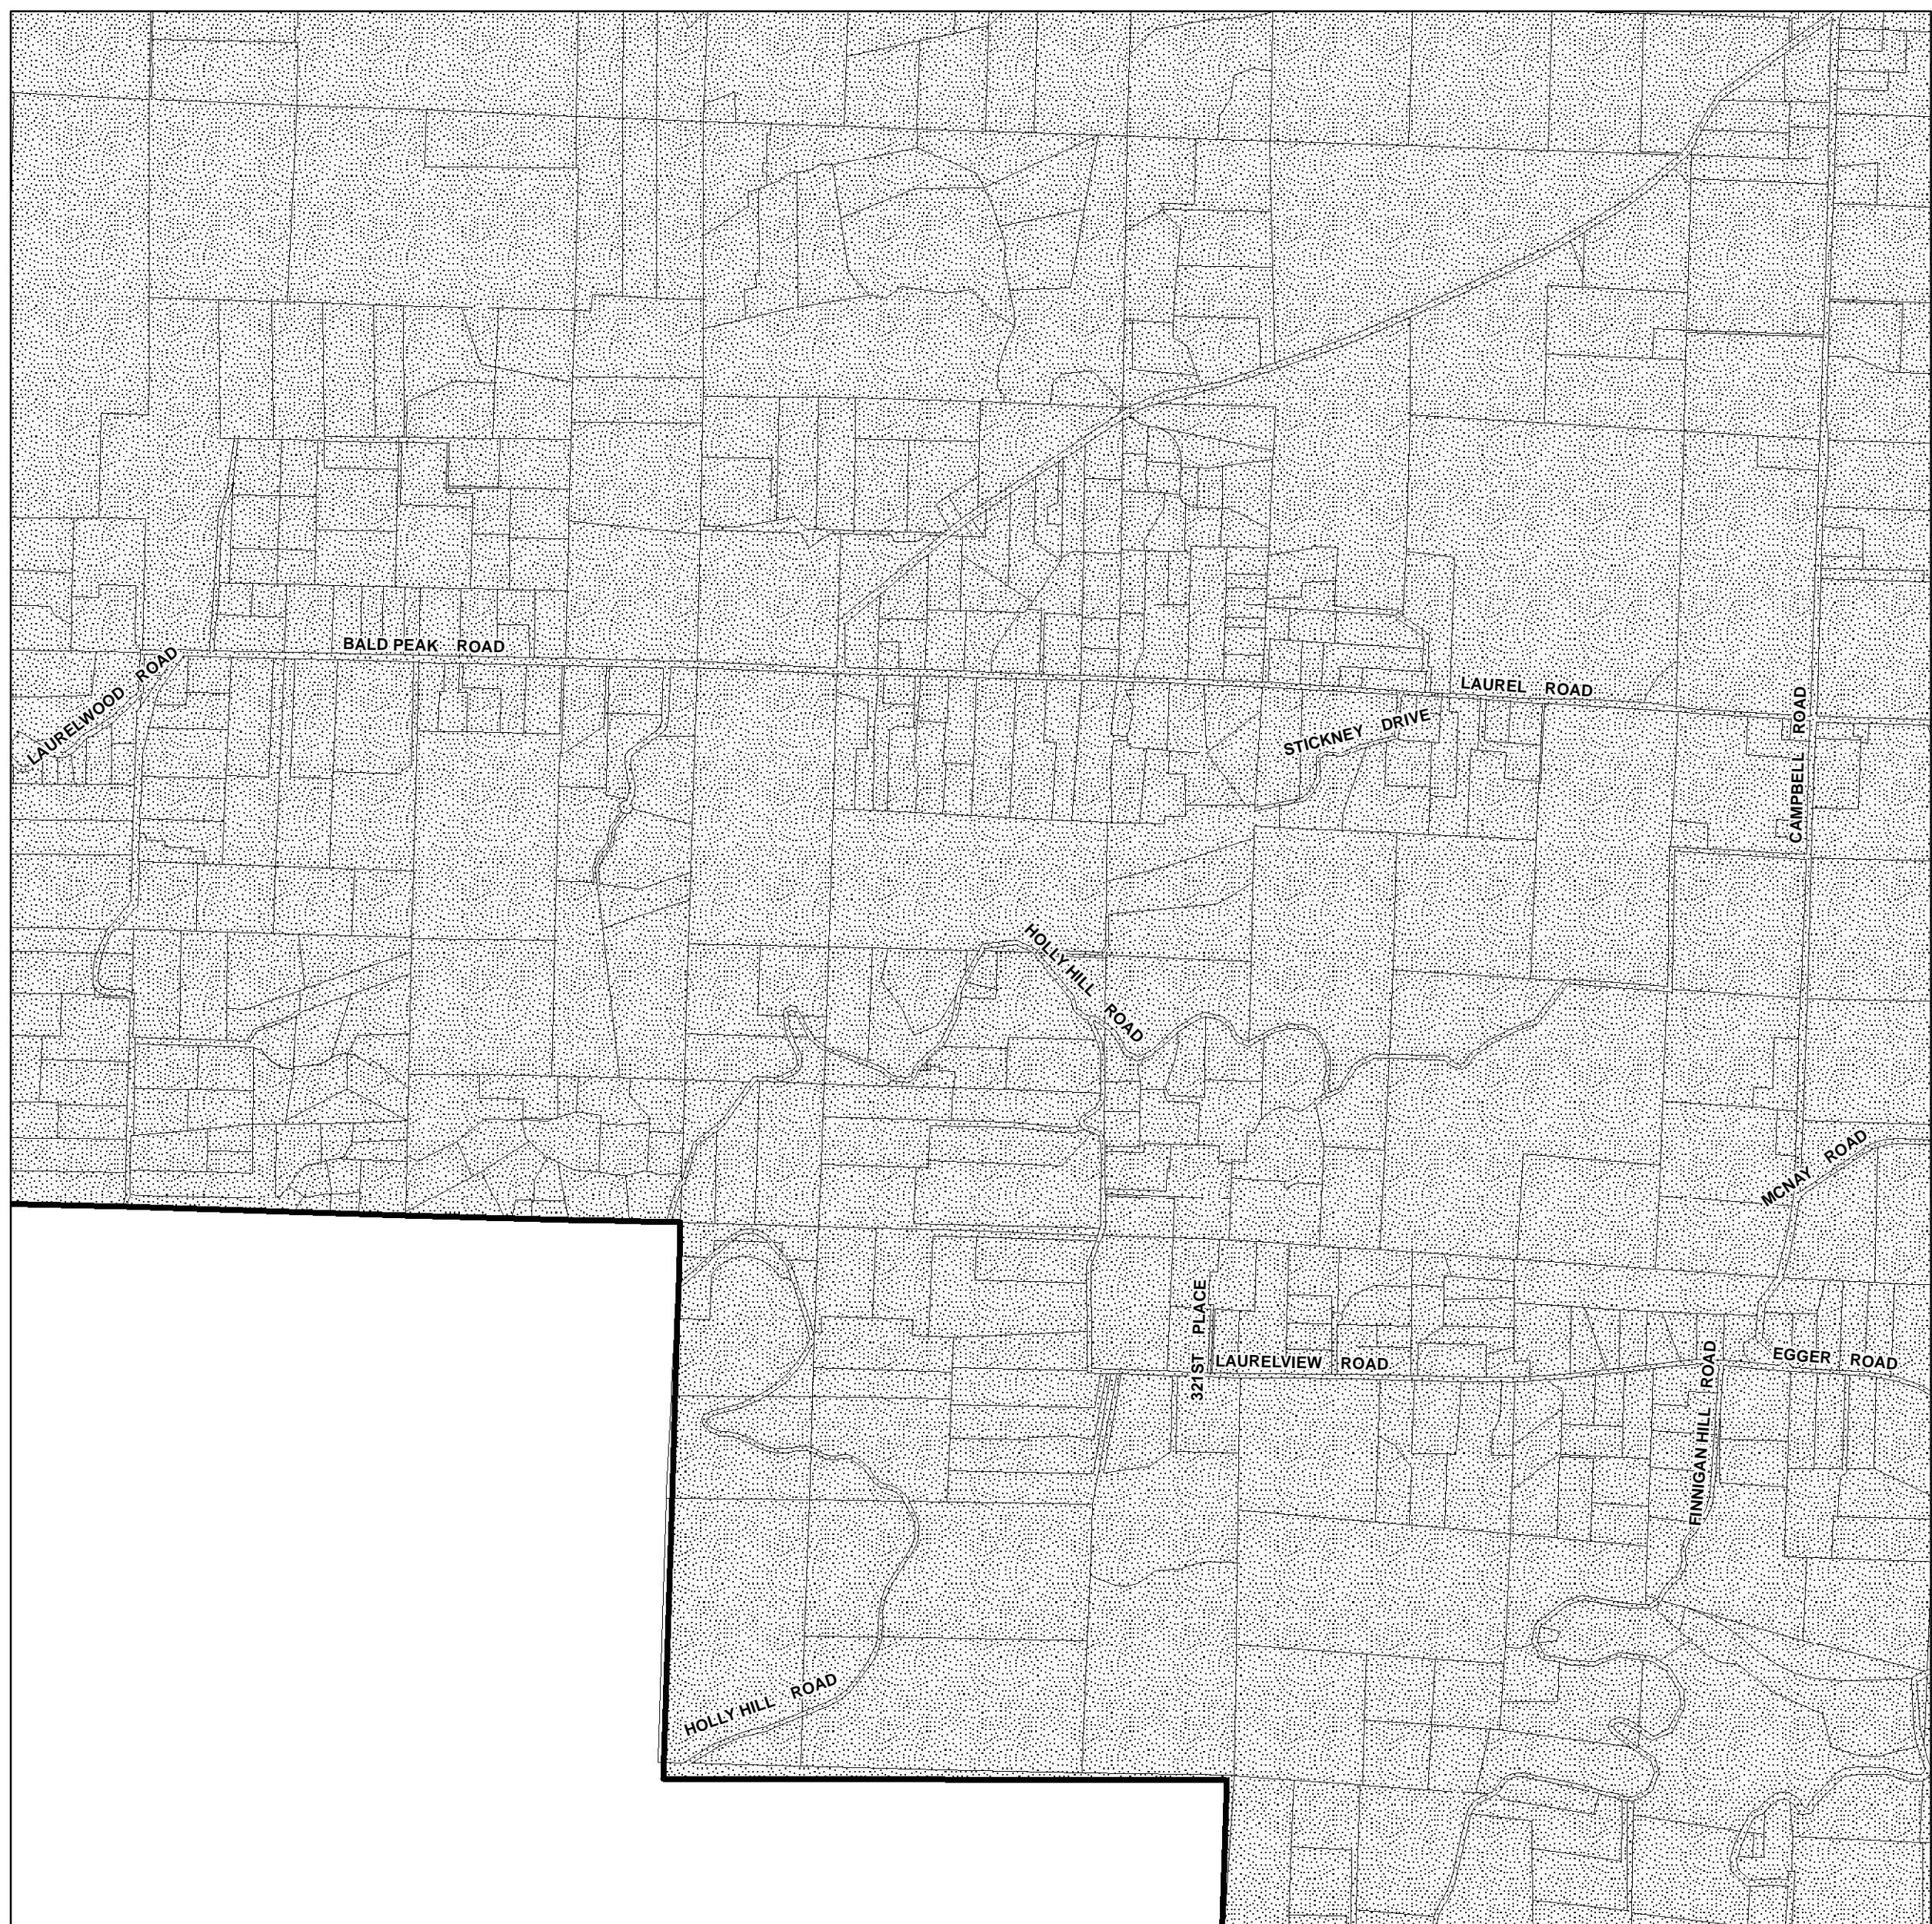 BALD PEAK ROAD
LAURELWOOD ROAD
LAUREL ROAD
STICKNEY DRIVE
CAMPBELL ROAD
HOLLY HILL ROAD
MCNAY ROAD
321ST PLACE
LAURELVIEW ROAD
EGGER ROAD
FINNIGAN HILL ROAD
HOLLY HILL ROAD